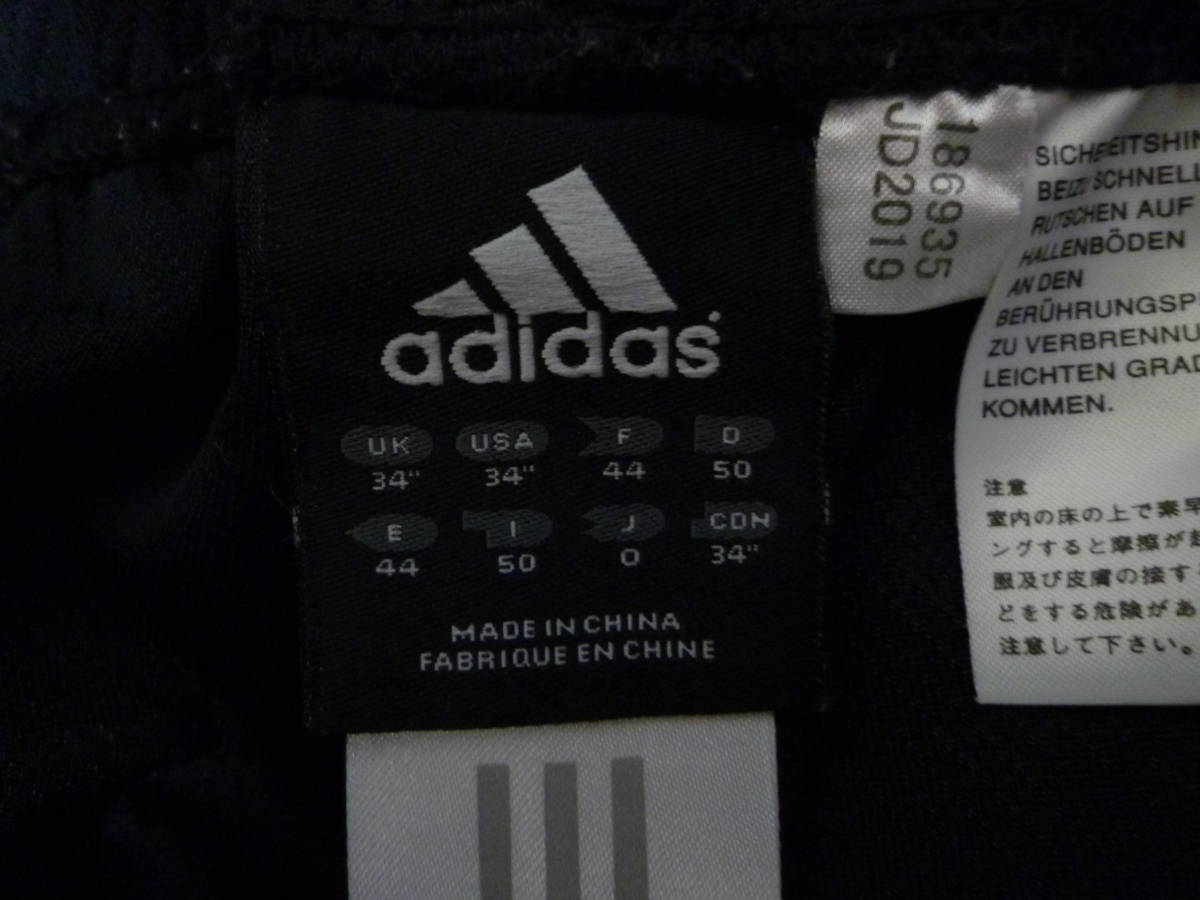 adidas
UK USA F D
34" 34" 44 50
E I J CDN
44 50 O 34"
MADE IN CHINA
FABRIQUE EN CHINE
186935
JD2019
SICHERHEITSHIN
BEI ZU SCHNELL
RUTSCHEN AUF
HALLENBÖDEN
AN DEN
BERÜHRUNGSP
ZU VERBRENNU
LEICHTEN GRAD
KOMMEN.
注意
室内の床の上で素早
ングすると摩擦が起
服及び皮膚の接す
どをする危険があ
注意して下さい。